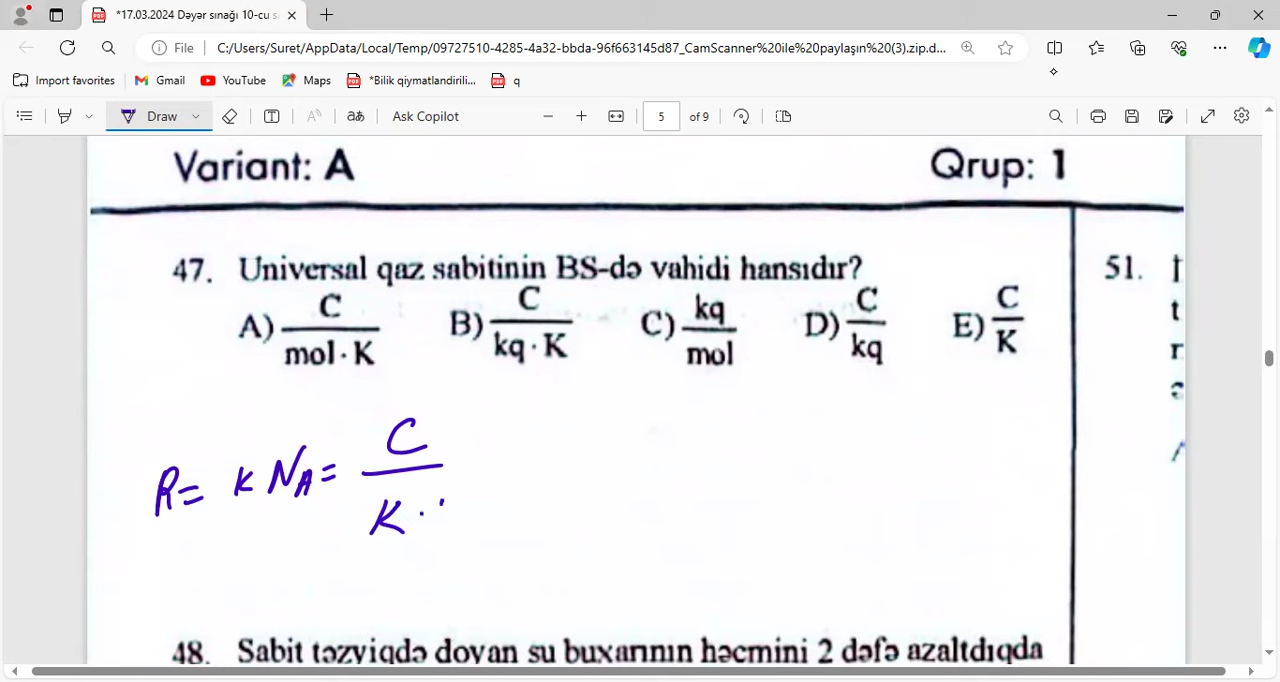 *17.03.2024 Dəyər sınağı 10-cu s
File
C:/Users/Suret/AppData/Local/Temp/09727510-4285-4a32-bbda-96f663145d87_CamScanner%20ile%20paylaşın%20(3).zip.d...
Import favorites
Gmail
YouTube
Maps
*Bilik qiymatlandirili...
q
Draw
Ask Copilot
5 of 9
Variant: A
Qrup: 1
47. Universal qaz sabitinin BS-də vahidi hansıdır?
A) C / mol · K B) C / kq · K C) kq / mol D) C / kq E) C / K
51.
R = K NA = C / K ·
48. Sabit təzyiqdə doyan su buxarının həcmini 2 dəfə azaltdıqda